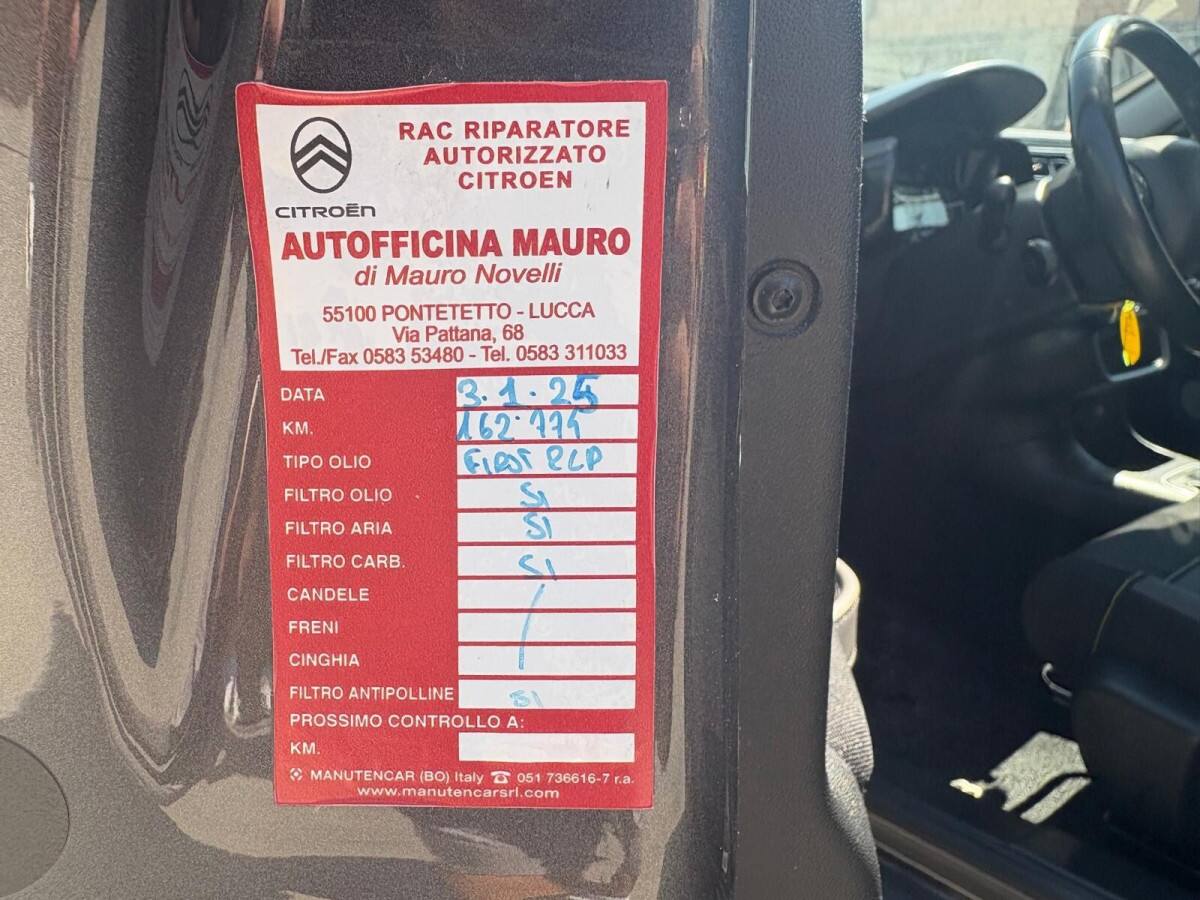 RAC RIPARATORE
AUTORIZZATO
CITROEN
CITROËN
AUTOFFICINA MAURO
di Mauro Novelli
55100 PONTETETTO - LUCCA
Via Pattana, 68
Tel./Fax 0583 53480 - Tel. 0583 311033
DATA 3.1.25
KM.
TIPO OLIO
FILTRO OLIO SI
FILTRO ARIA SI
FILTRO CARB. SI
CANDELE
FRENI
CINGHIA
FILTRO ANTIPOLLINE SI
PROSSIMO CONTROLLO A:
KM.
MANUTENCAR (BO) Italy ☎ 051 736616-7 r.a.
www.manutencarsrl.com